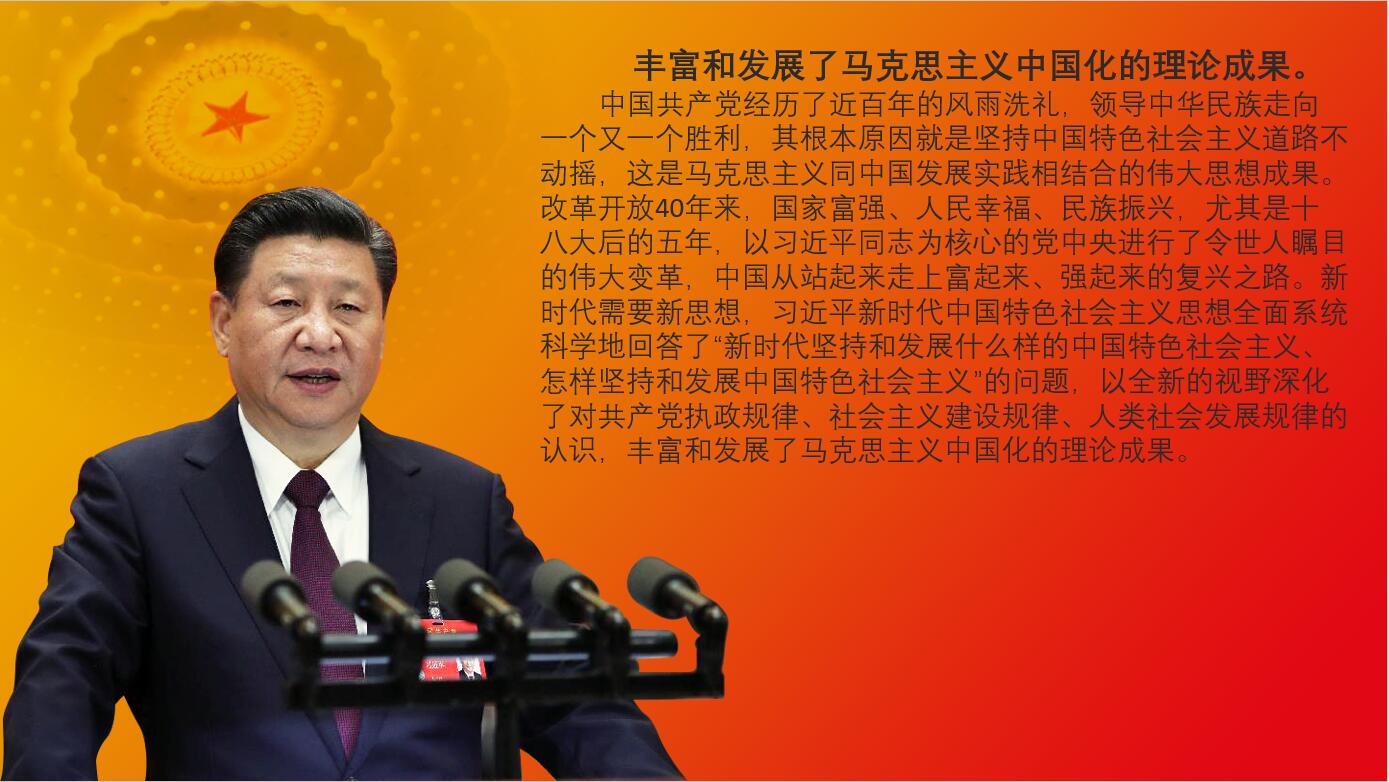 丰富和发展了马克思主义中国化的理论成果。
中国共产党经历了近百年的风雨洗礼，领导中华民族走向
一个又一个胜利，其根本原因就是坚持中国特色社会主义道路不
动摇，这是马克思主义同中国发展实践相结合的伟大思想成果。
改革开放40年来，国家富强、人民幸福、民族振兴，尤其是十
八大后的五年，以习近平同志为核心的党中央进行了令世人瞩目
的伟大变革，中国从站起来走上富起来、强起来的复兴之路。新
时代需要新思想，习近平新时代中国特色社会主义思想全面系统
科学地回答了“新时代坚持和发展什么样的中国特色社会主义、
怎样坚持和发展中国特色社会主义”的问题，以全新的视野深化
了对共产党执政规律、社会主义建设规律、人类社会发展规律的
认识，丰富和发展了马克思主义中国化的理论成果。